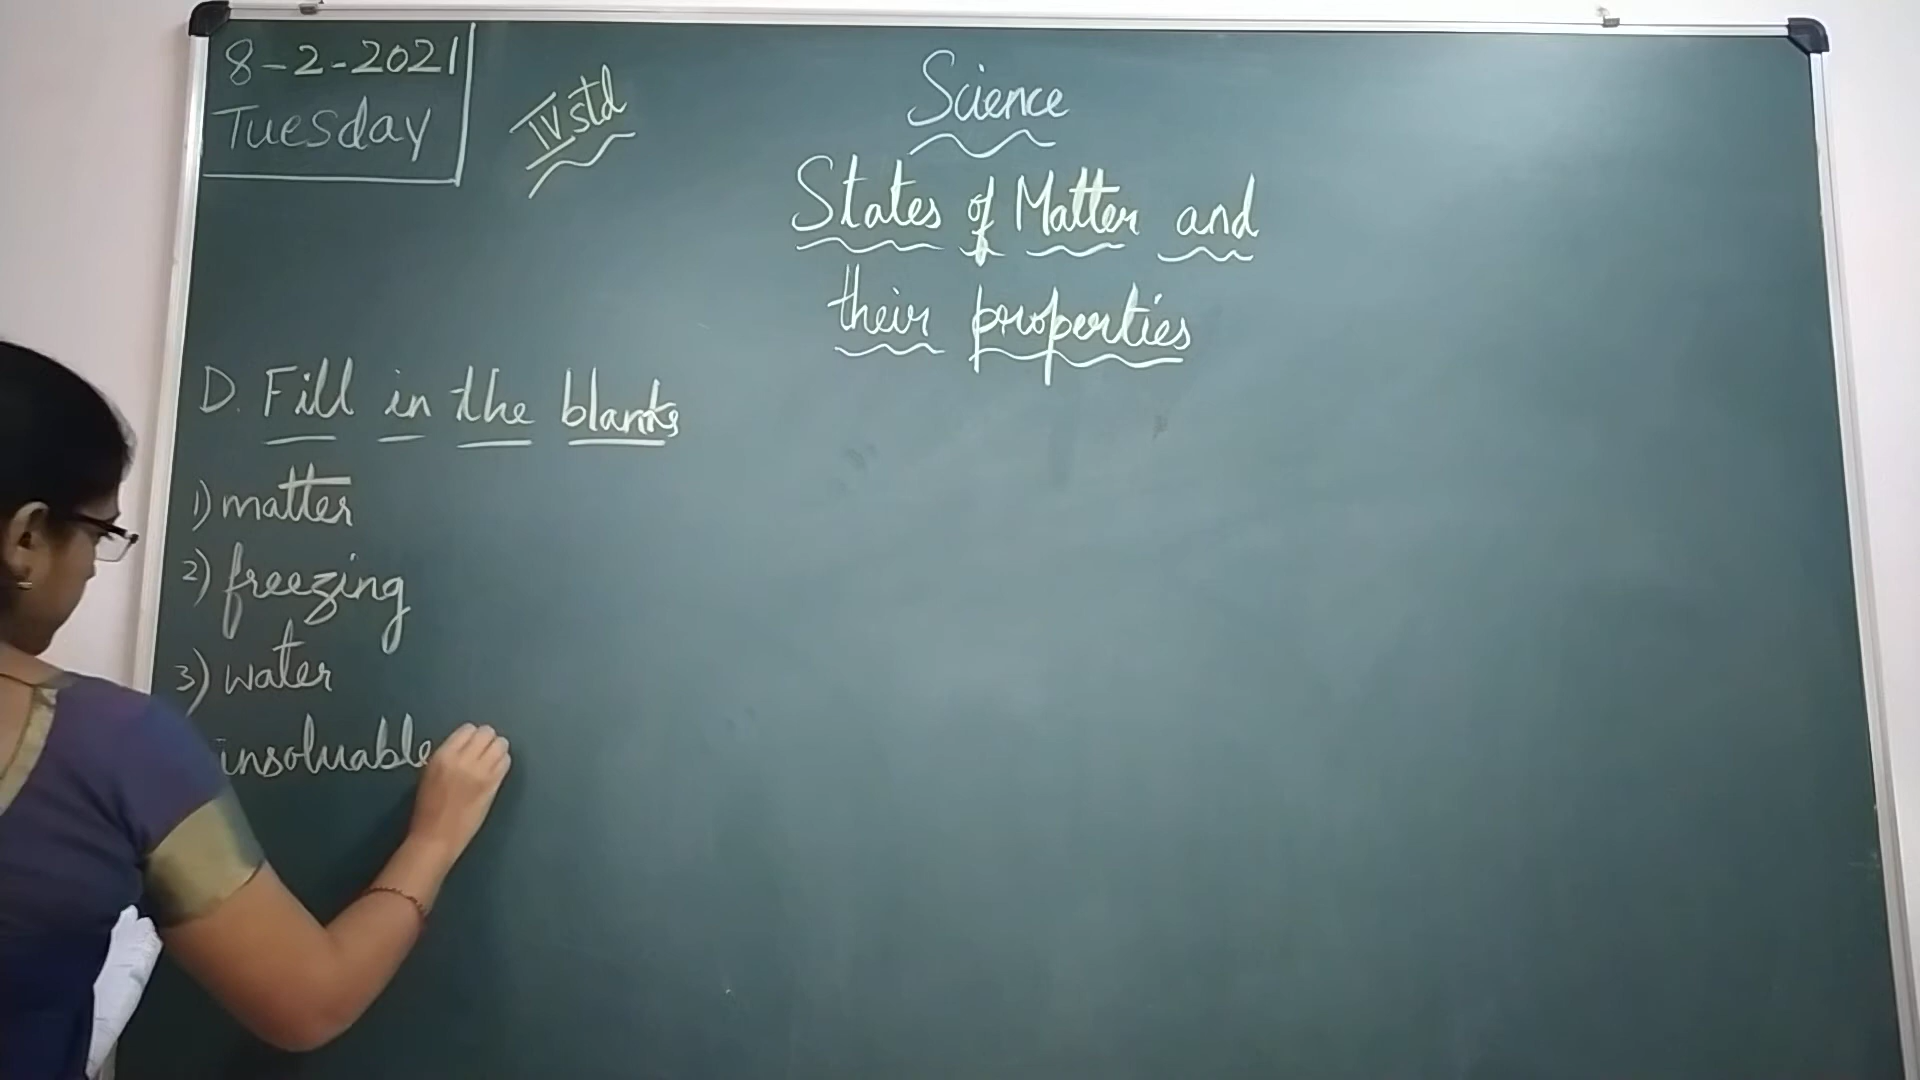 8-2-2021
Tuesday
IV std
Science
States of Matter and
their properties
D. Fill in the blanks
1) matter
2) freezing
3) water
insoluable